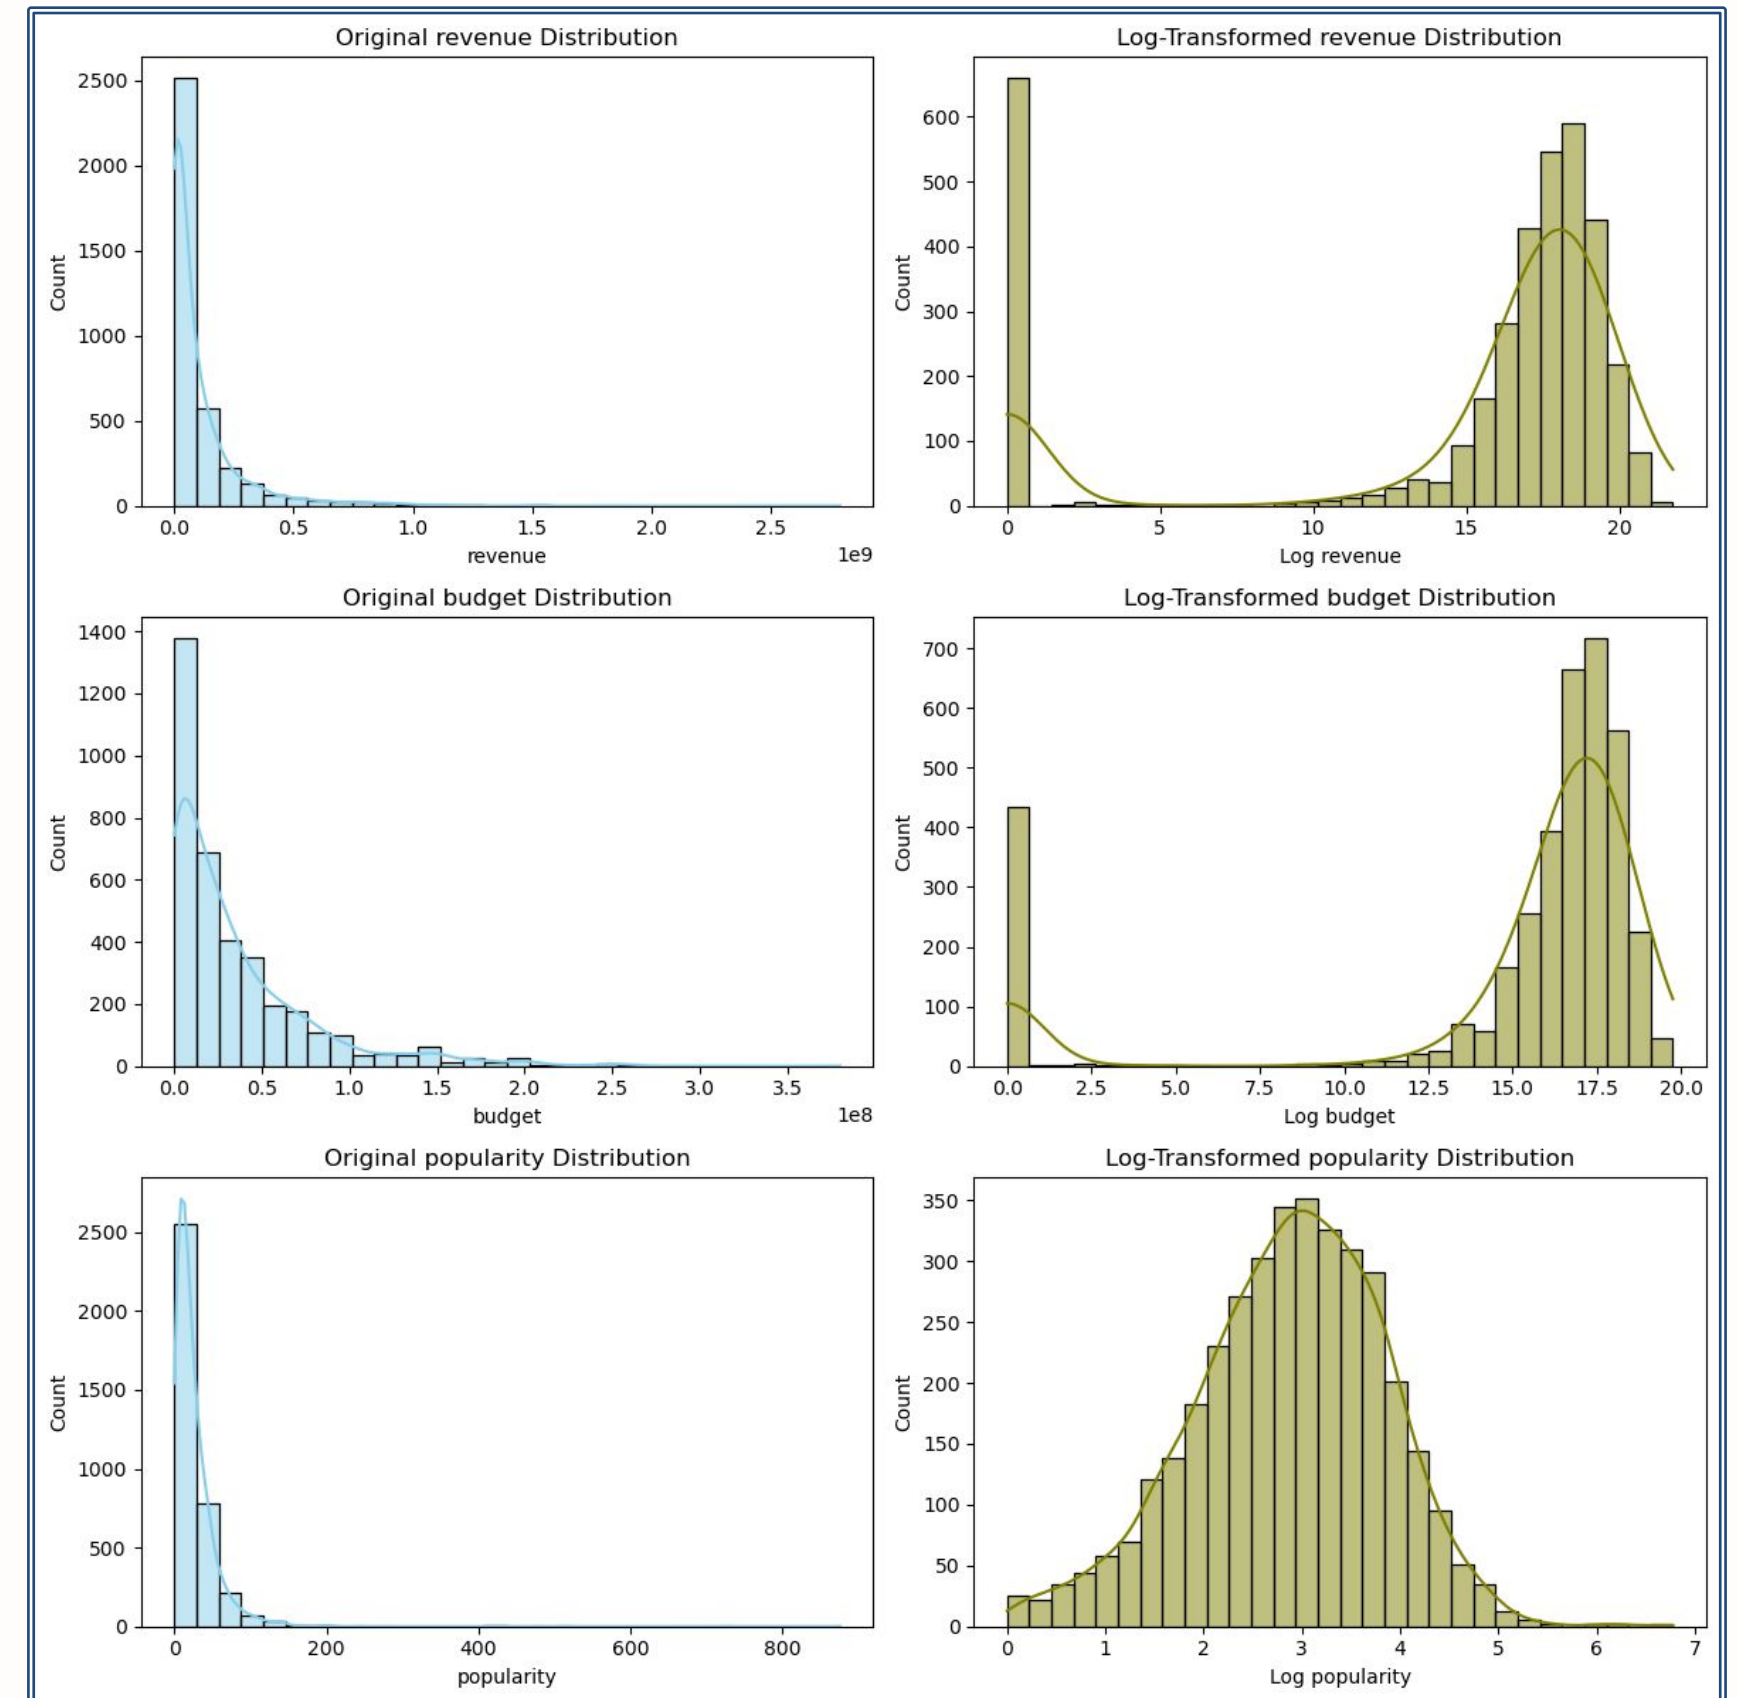 Original revenue Distribution
2500
2000
1500
1000
500
0
Count
0.0 0.5 1.0 1.5 2.0 2.5
1e9
revenue
Log-Transformed revenue Distribution
600
500
400
300
200
100
0
Count
0 5 10 15 20
Log revenue
Original budget Distribution
1400
1200
1000
800
600
400
200
0
Count
0.0 0.5 1.0 1.5 2.0 2.5 3.0 3.5
1e8
budget
Log-Transformed budget Distribution
700
600
500
400
300
200
100
0
Count
0.0 2.5 5.0 7.5 10.0 12.5 15.0 17.5 20.0
Log budget
Original popularity Distribution
2500
2000
1500
1000
500
0
Count
0 200 400 600 800
popularity
Log-Transformed popularity Distribution
350
300
250
200
150
100
50
0
Count
0 1 2 3 4 5 6 7
Log popularity